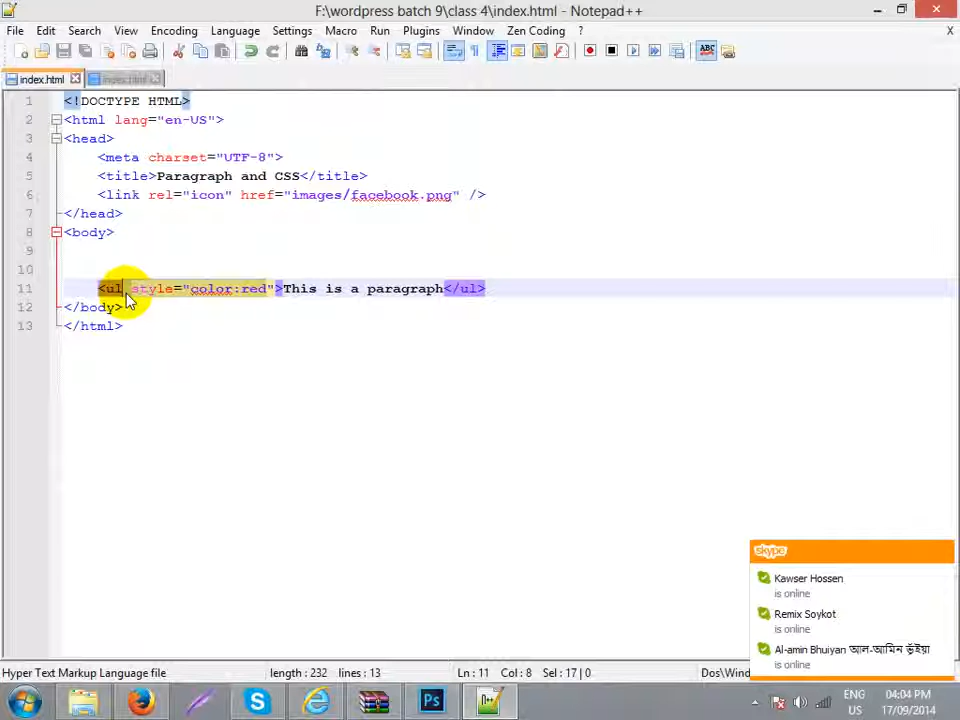 F:\wordpress batch 9\class 4\index.html - Notepad++
File Edit Search View Encoding Language Settings Macro Run Plugins Window Zen Coding ? X
index.html index.html
1 <!DOCTYPE HTML>
2 <html lang="en-US">
3 <head>
4 <meta charset="UTF-8">
5 <title>Paragraph and CSS</title>
6 <link rel="icon" href="images/facebook.png" />
7 </head>
8 <body>
9
10
11 <ul style="color:red">This is a paragraph</ul>
12 </body>
13 </html>
skype
Kawser Hossen
is online
Remix Soykot
is online
Al-amin Bhuiyan আল-আমিন ভূঁইয়া
is online
Hyper Text Markup Language file length : 232 lines : 13 Ln : 11 Col : 8 Sel : 17 | 0 Dos\Windo
ENG 04:04 PM
US 17/09/2014